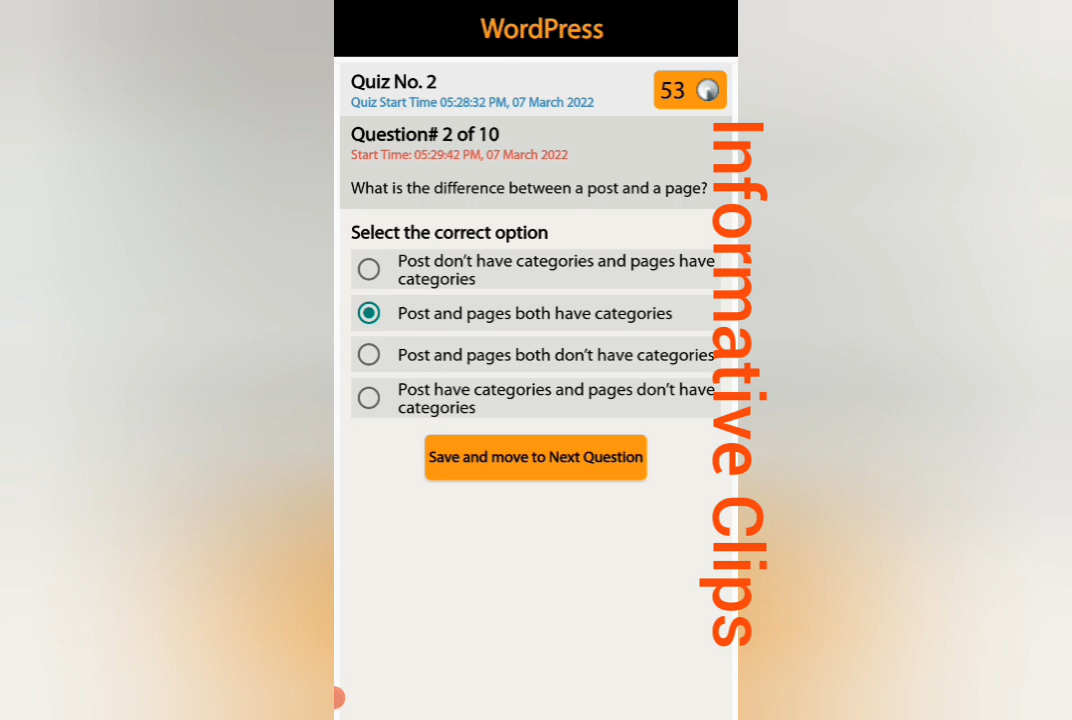 WordPress
Quiz No. 2
53
Quiz Start Time 05:28:32 PM, 07 March 2022
Question# 2 of 10
Start Time: 05:29:42 PM, 07 March 2022
What is the difference between a post and a page?
Select the correct option
Post don't have categories and pages have
categories
Post and pages both have categories
Post and pages both don't have categories
Post have categories and pages don't have
categories
Save and move to Next Question
Informative Clips